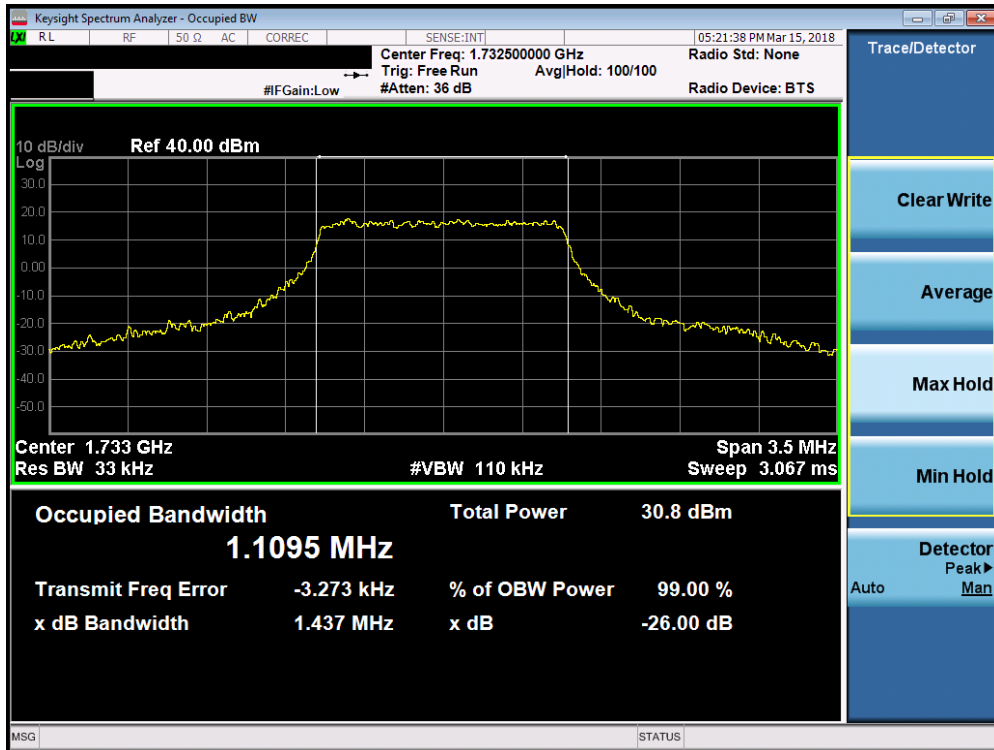 Keysight Spectrum Analyzer - Occupied BW
LXI RL RF 50 Ω AC CORREC SENSE:INT 05:21:38 PM Mar 15, 2018
Center Freq: 1.732500000 GHz Radio Std: None
Trig: Free Run Avg|Hold: 100/100
#IFGain:Low #Atten: 36 dB Radio Device: BTS
10 dB/div Ref 40.00 dBm
Log
30.0
20.0
10.0
0.00
-10.0
-20.0
-30.0
-40.0
-50.0
Center 1.733 GHz Span 3.5 MHz
Res BW 33 kHz #VBW 110 kHz Sweep 3.067 ms
Occupied Bandwidth Total Power 30.8 dBm
1.1095 MHz
Transmit Freq Error -3.273 kHz % of OBW Power 99.00 %
x dB Bandwidth 1.437 MHz x dB -26.00 dB
Trace/Detector
Clear Write
Average
Max Hold
Min Hold
Detector
Peak▶
Auto Man
MSG STATUS